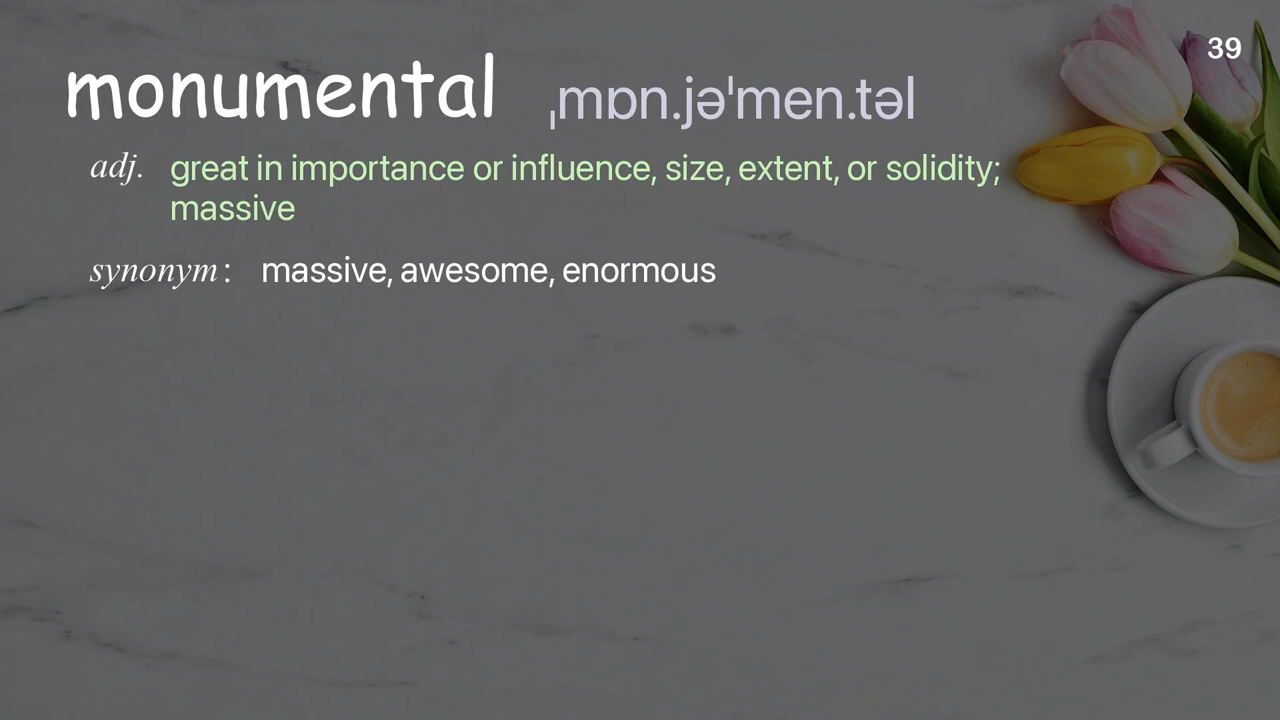 39
monumental ˌmɒn.jəˈmen.təl
adj. great in importance or influence, size, extent, or solidity;
massive
synonym: massive, awesome, enormous